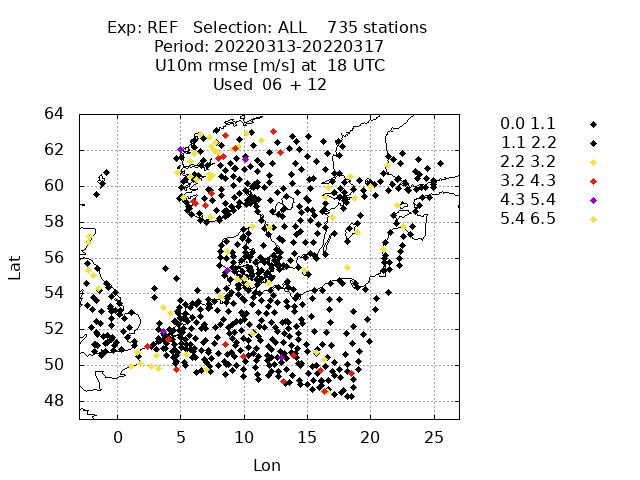 Exp: REF   Selection: ALL    735 stations
Period: 20220313-20220317
U10m rmse [m/s] at  18 UTC
Used  06 + 12
64
62
60
58
56
54
52
50
48
Lat
0 5 10 15 20 25
Lon
0.0 1.1
1.1 2.2
2.2 3.2
3.2 4.3
4.3 5.4
5.4 6.5